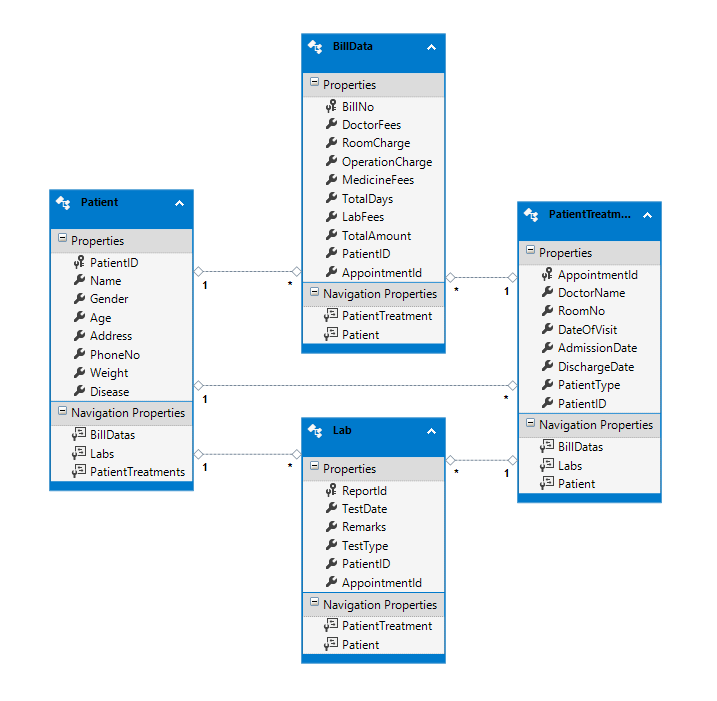 BillData
Properties
BillNo
DoctorFees
RoomCharge
OperationCharge
MedicineFees
TotalDays
LabFees
TotalAmount
PatientID
AppointmentId
Navigation Properties
PatientTreatment
Patient
Patient
Properties
PatientID
Name
Gender
Age
Address
PhoneNo
Weight
Disease
Navigation Properties
BillDatas
Labs
PatientTreatments
PatientTreatm...
Properties
AppointmentId
DoctorName
RoomNo
DateOfVisit
AdmissionDate
DischargeDate
PatientType
PatientID
Navigation Properties
BillDatas
Labs
Patient
Lab
Properties
ReportId
TestDate
Remarks
TestType
PatientID
AppointmentId
Navigation Properties
PatientTreatment
Patient
1 *
* 1
1 *
1 *
* 1